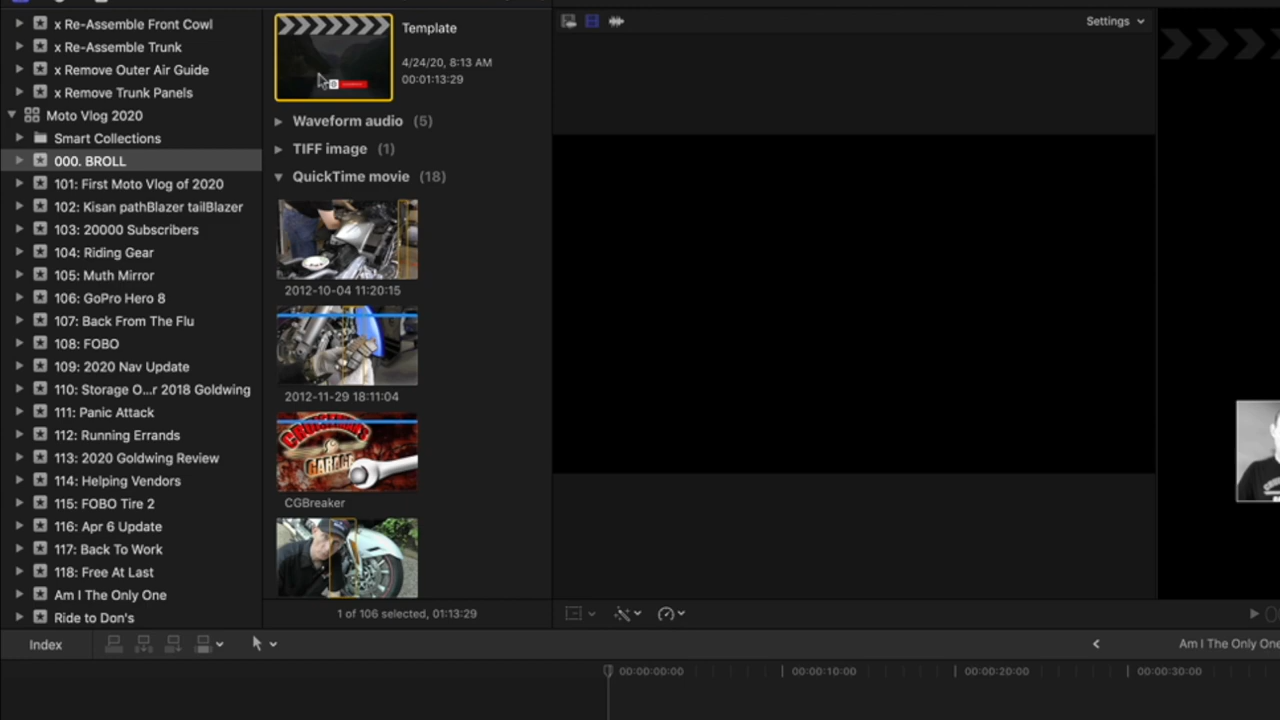 x Re-Assemble Front Cowl
x Re-Assemble Trunk
x Remove Outer Air Guide
x Remove Trunk Panels
Moto Vlog 2020
Smart Collections
000. BROLL
101: First Moto Vlog of 2020
102: Kisan pathBlazer tailBlazer
103: 20000 Subscribers
104: Riding Gear
105: Muth Mirror
106: GoPro Hero 8
107: Back From The Flu
108: FOBO
109: 2020 Nav Update
110: Storage O...r 2018 Goldwing
111: Panic Attack
112: Running Errands
113: 2020 Goldwing Review
114: Helping Vendors
115: FOBO Tire 2
116: Apr 6 Update
117: Back To Work
118: Free At Last
Am I The Only One
Ride to Don's
Template
4/24/20, 8:13 AM
00:01:13:29
Waveform audio (5)
TIFF image (1)
QuickTime movie (18)
2012-10-04 11:20:15
2012-11-29 18:11:04
CRUISEMAN'S
GARAGE
CGBreaker
1 of 106 selected, 01:13:29
Settings
Index
Am I The Only One
00:00:00:00
00:00:10:00
00:00:20:00
00:00:30:00